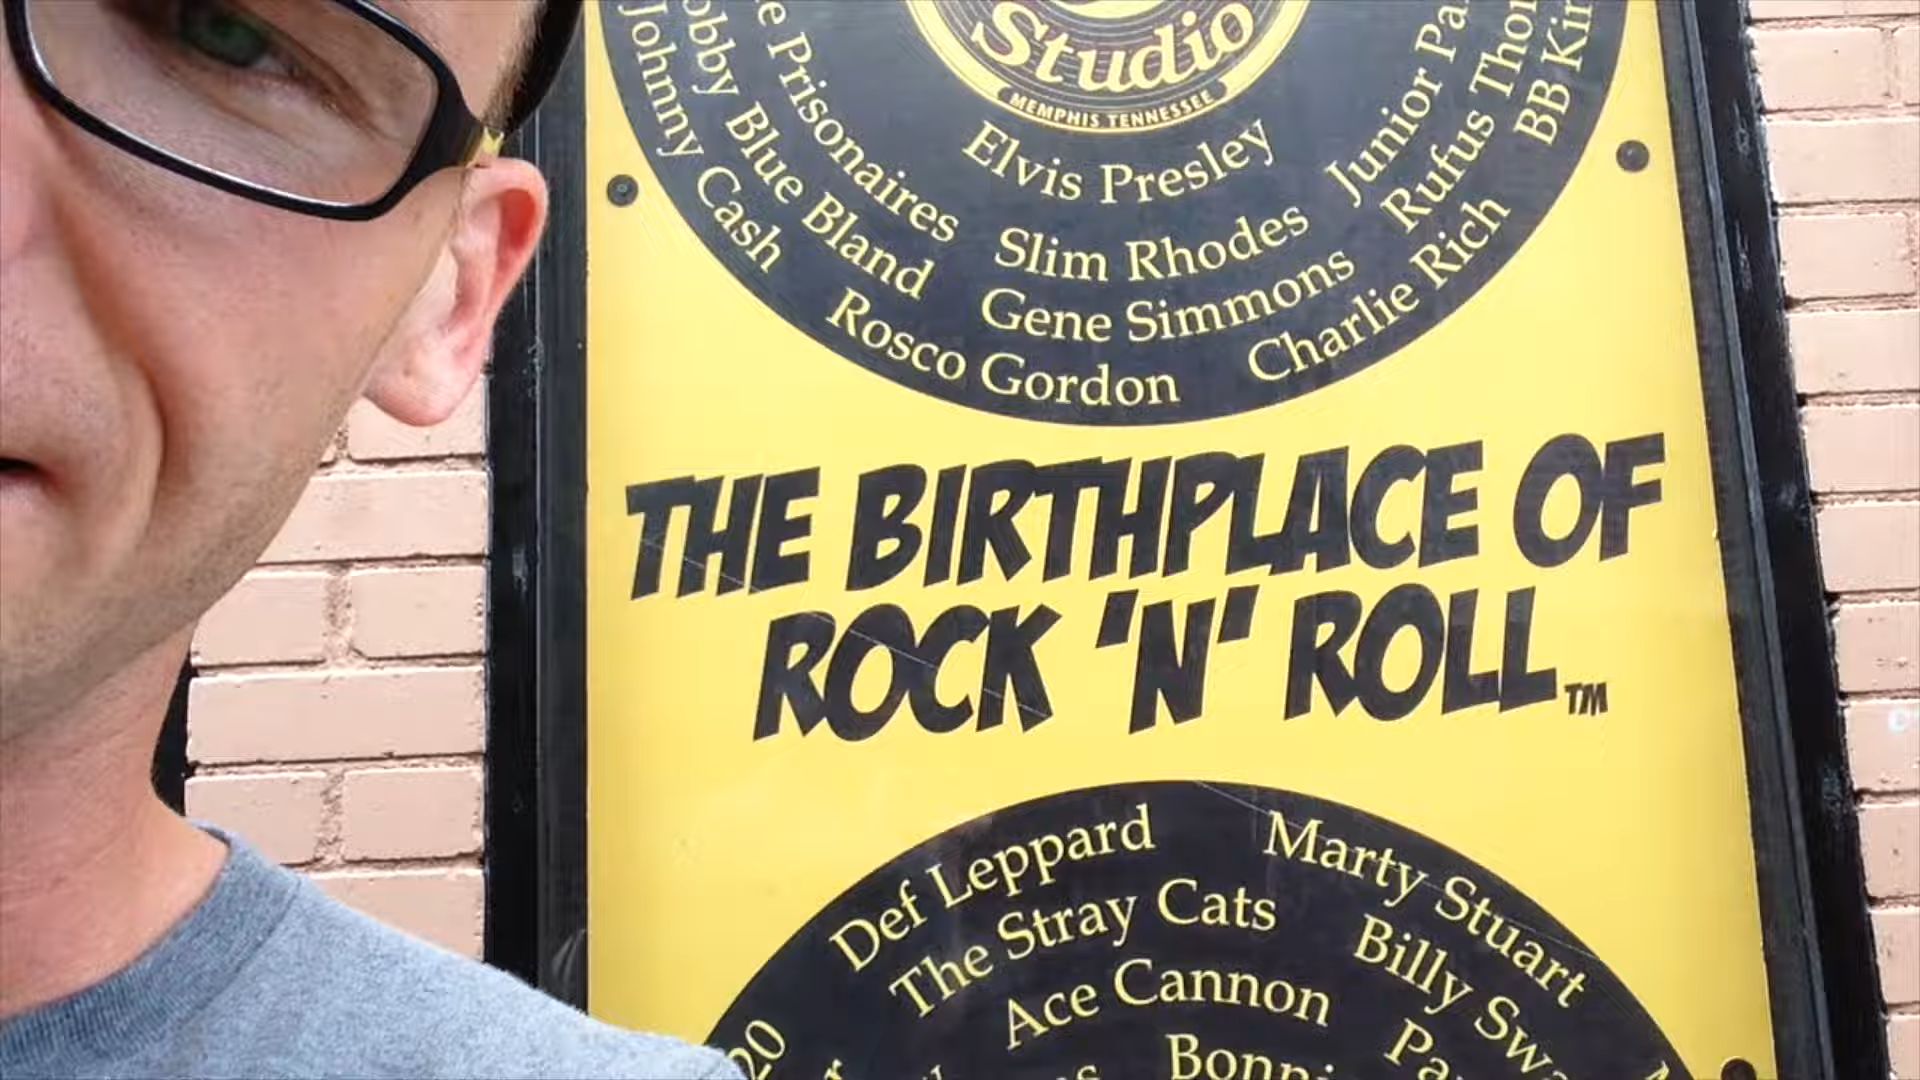 Studio
MEMPHIS TENNESSEE
Elvis Presley
Prisonaires
Slim Rhodes
Junior
Blue Bland
Gene Simmons
Rufus
Johnny Cash
Rosco Gordon
Charlie Rich
BB
THE BIRTHPLACE OF
ROCK 'N' ROLL TM
Def Leppard
Marty Stuart
The Stray Cats
Billy
Ace Cannon